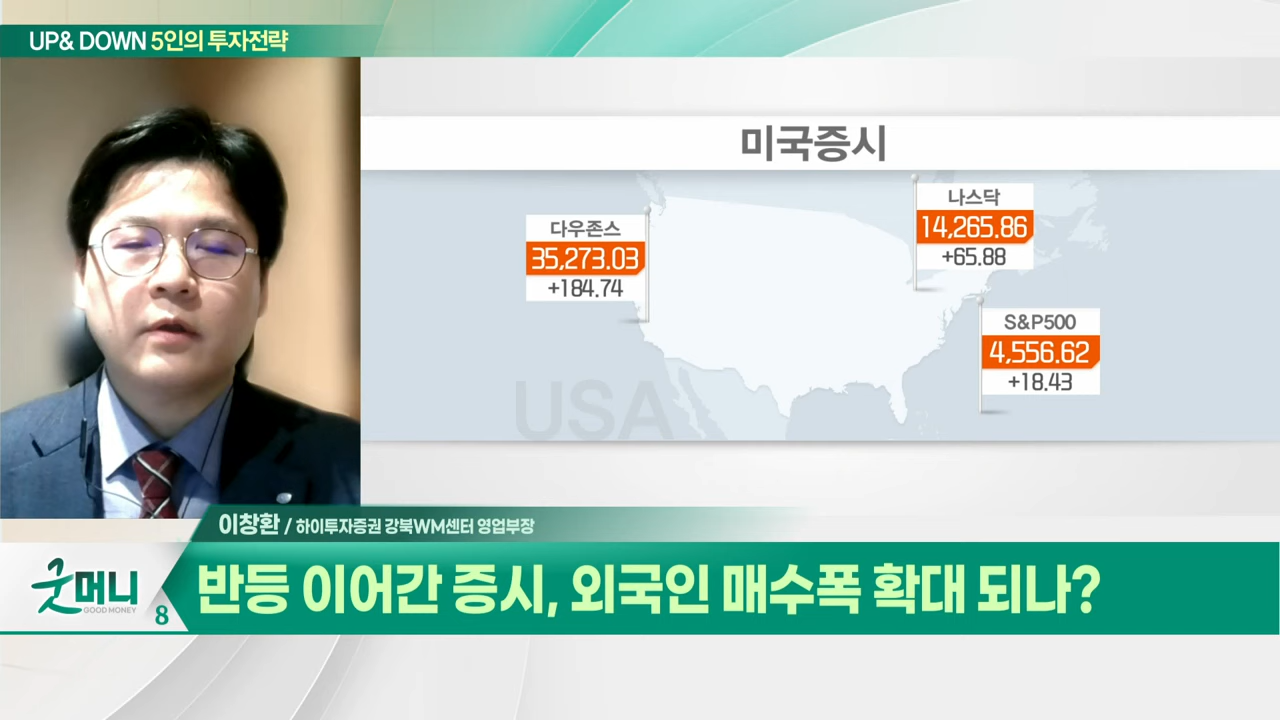 UP& DOWN 5인의 투자전략
미국증시
나스닥
14,265.86
+65.88
다우존스
35,273.03
+184.74
S&P500
4,556.62
+18.43
USA
이창환 / 하이투자증권 강북WM센터 영업부장
굿머니
GOOD MONEY
8
반등 이어간 증시, 외국인 매수폭 확대 되나?